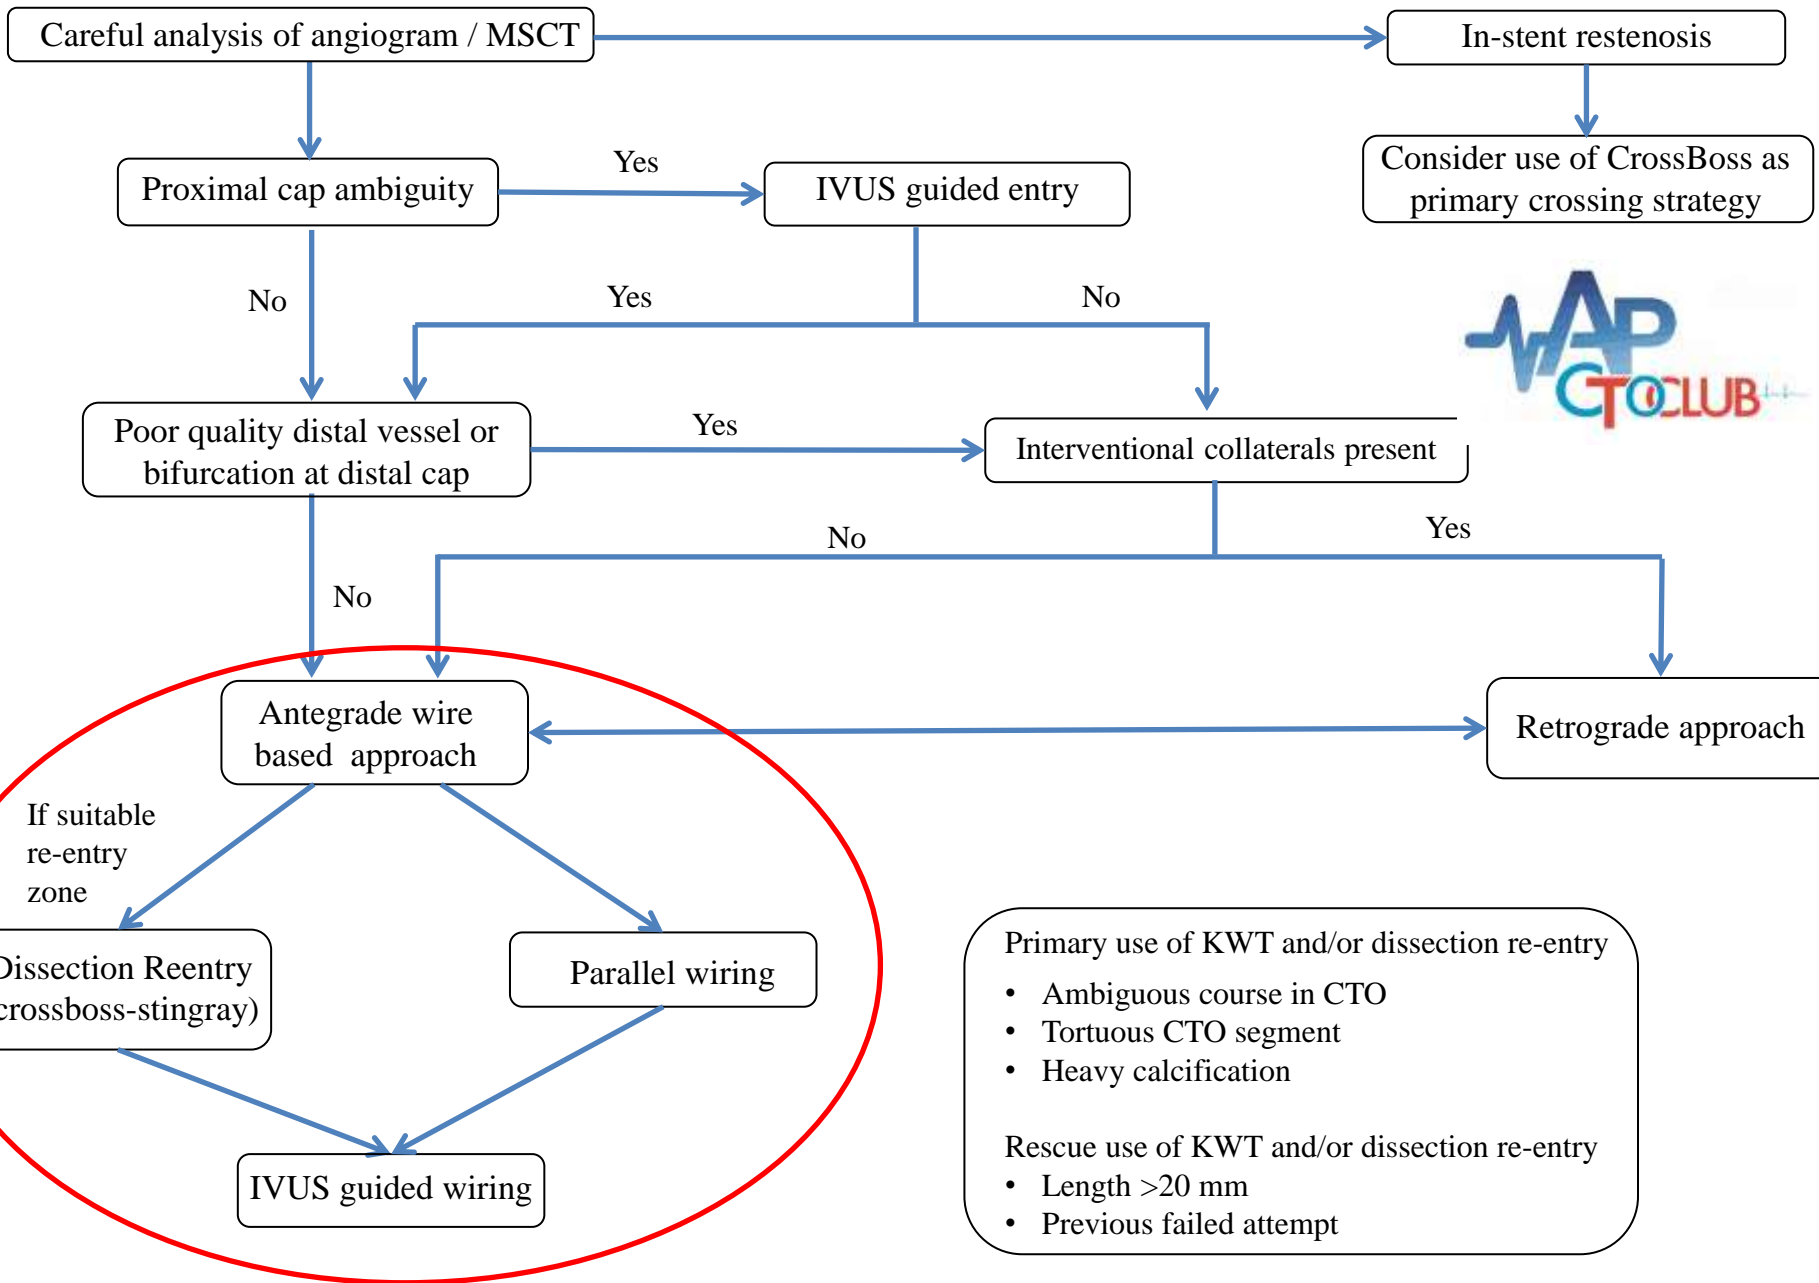 Careful analysis of angiogram / MSCT
In-stent restenosis
Proximal cap ambiguity
Yes
IVUS guided entry
Consider use of CrossBoss as
primary crossing strategy
No
Yes
No
AP
CTOCLUB
Poor quality distal vessel or
bifurcation at distal cap
Yes
Interventional collaterals present
No
Yes
No
Antegrade wire
based approach
Retrograde approach
If suitable
re-entry
zone
Dissection Reentry
crossboss-stingray)
Parallel wiring
IVUS guided wiring
Primary use of KWT and/or dissection re-entry
• Ambiguous course in CTO
• Tortuous CTO segment
• Heavy calcification
Rescue use of KWT and/or dissection re-entry
• Length >20 mm
• Previous failed attempt